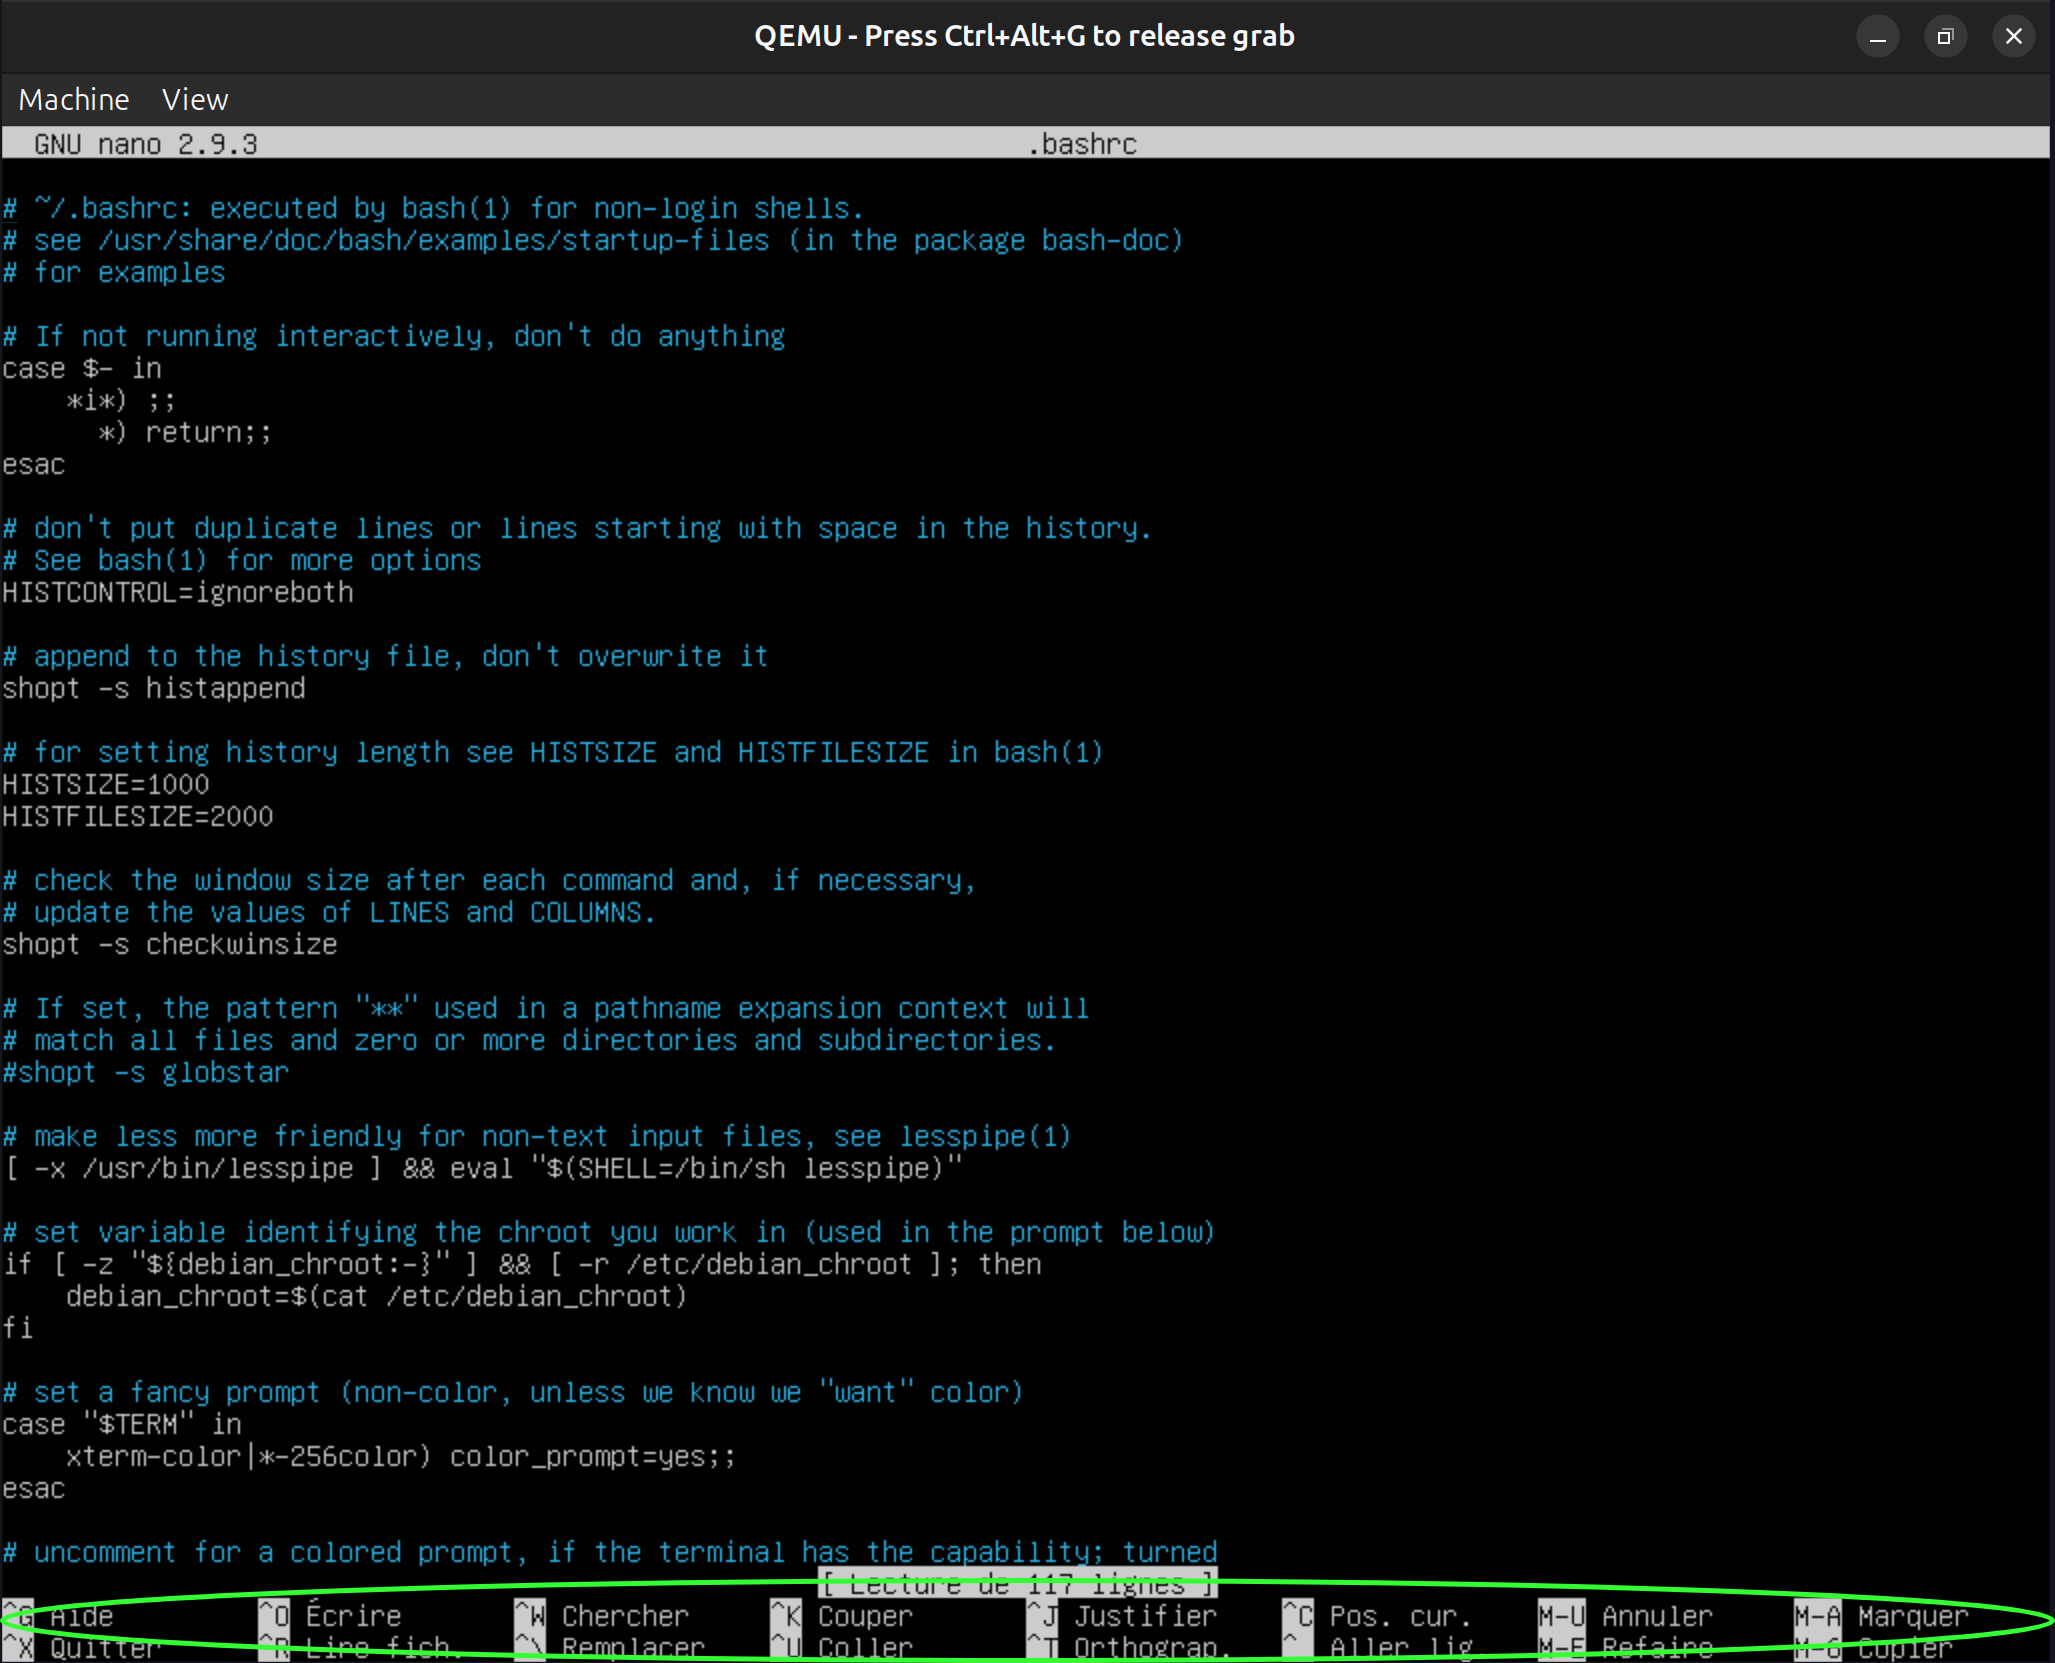 QEMU - Press Ctrl+Alt+G to release grab
Machine View
GNU nano 2.9.3 .bashrc
# ~/.bashrc: executed by bash(1) for non-login shells.
# see /usr/share/doc/bash/examples/startup-files (in the package bash-doc)
# for examples
# If not running interactively, don't do anything
case $- in
    *i*) ;;
      *) return;;
esac
# don't put duplicate lines or lines starting with space in the history.
# See bash(1) for more options
HISTCONTROL=ignoreboth
# append to the history file, don't overwrite it
shopt -s histappend
# for setting history length see HISTSIZE and HISTFILESIZE in bash(1)
HISTSIZE=1000
HISTFILESIZE=2000
# check the window size after each command and, if necessary,
# update the values of LINES and COLUMNS.
shopt -s checkwinsize
# If set, the pattern "**" used in a pathname expansion context will
# match all files and zero or more directories and subdirectories.
#shopt -s globstar
# make less more friendly for non-text input files, see lesspipe(1)
[ -x /usr/bin/lesspipe ] && eval "$(SHELL=/bin/sh lesspipe)"
# set variable identifying the chroot you work in (used in the prompt below)
if [ -z "${debian_chroot:-}" ] && [ -r /etc/debian_chroot ]; then
    debian_chroot=$(cat /etc/debian_chroot)
fi
# set a fancy prompt (non-color, unless we know we "want" color)
case "$TERM" in
    xterm-color|*-256color) color_prompt=yes;;
esac
# uncomment for a colored prompt, if the terminal has the capability; turned
[ Lecture de 117 lignes ]
^G Aide ^O Écrire ^W Chercher ^K Couper ^J Justifier ^C Pos. cur. M-U Annuler M-A Marquer
^X Quitter ^R Lire fich. ^\ Remplacer ^U Coller ^T Orthograp. ^_ Aller lig. M-E Refaire M-6 Copier